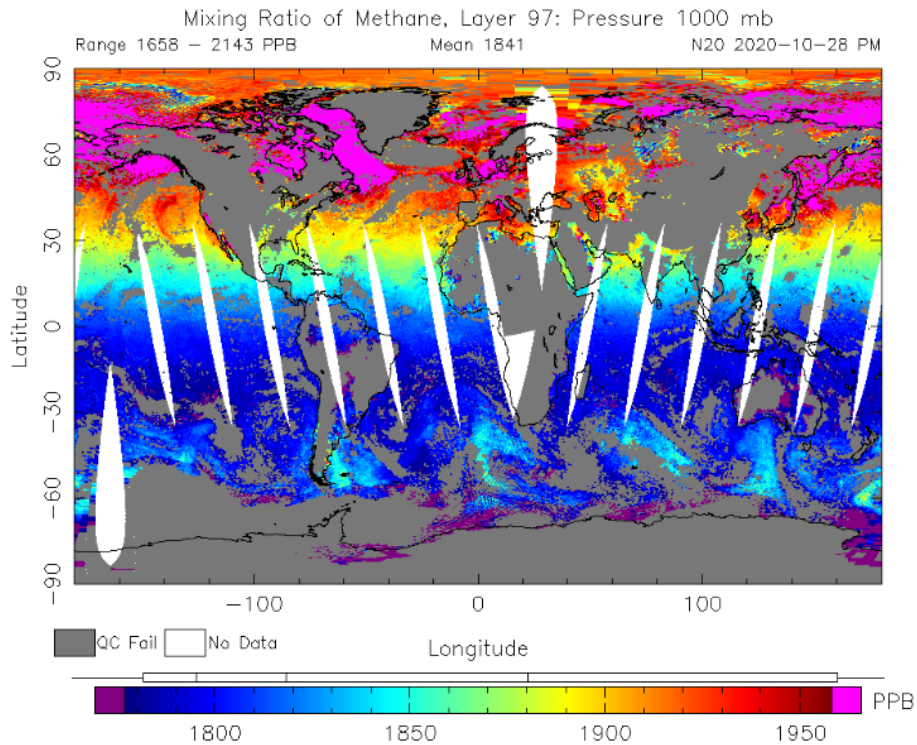 Mixing Ratio of Methane, Layer 97: Pressure 1000 mb
Range 1658 – 2143 PPB Mean 1841 N20 2020–10–28 PM
90
60
30
0
−30
−60
−90
Latitude
−100 0 100
Longitude
QC Fail No Data
1800 1850 1900 1950 PPB